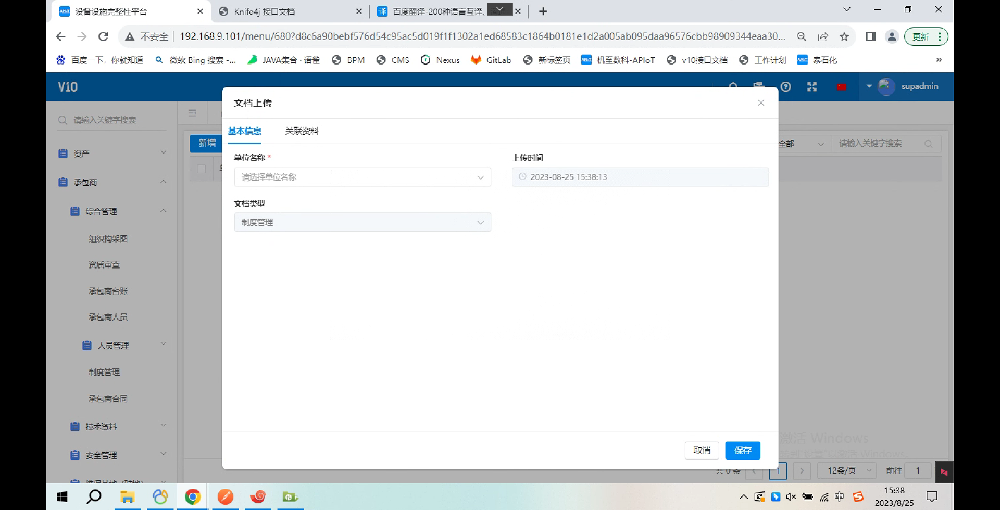 设备设施完整性平台
Knife4j 接口文档
百度翻译-200种语言互译、
不安全
192.168.9.101/menu/680?d8c6a90bebf576d54c95ac5d019f1f1302a1ed68583c1864b0181e1d2a005ab095daa96576cbb98909344eaa30...
更新
百度一下，你就知道
微软 Bing 搜索 -...
JAVA集合 · 语雀
BPM
CMS
Nexus
GitLab
新标签页
机至数科-APIoT
v10接口文档
工作计划
泰石化
V10
supadmin
请输入关键字搜索
资产
承包商
综合管理
组织构架图
资质审查
承包商台账
承包商人员
人员管理
制度管理
承包商合同
技术资料
安全管理
新增
全部
请输入关键字搜索
文档上传
基本信息
关联资料
单位名称 *
请选择单位名称
上传时间
2023-08-25 15:38:13
文档类型
制度管理
取消
保存
激活 Windows
转到"设置"以激活 Windows。
共 0 条
1
12条/页
前往
1
中
15:38
2023/8/25